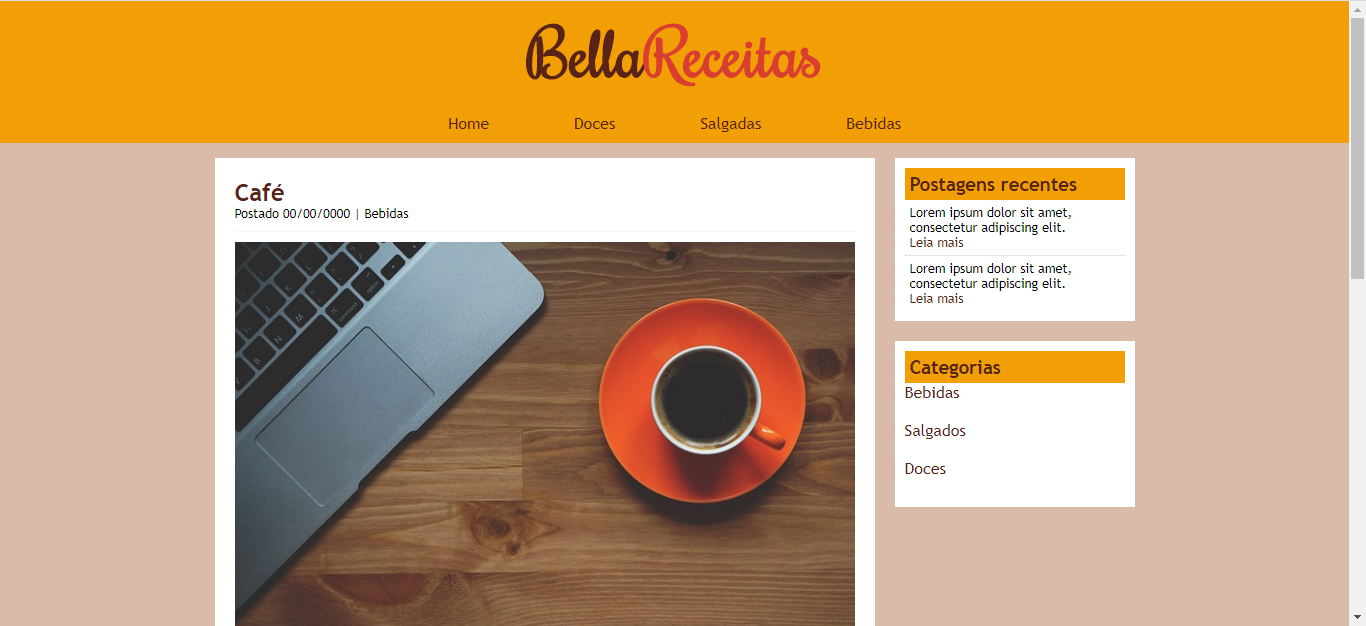 BellaReceitas
Home Doces Salgadas Bebidas
Café
Postado 00/00/0000 | Bebidas
Postagens recentes
Lorem ipsum dolor sit amet,
consectetur adipiscing elit.
Leia mais
Lorem ipsum dolor sit amet,
consectetur adipiscing elit.
Leia mais
Categorias
Bebidas
Salgados
Doces